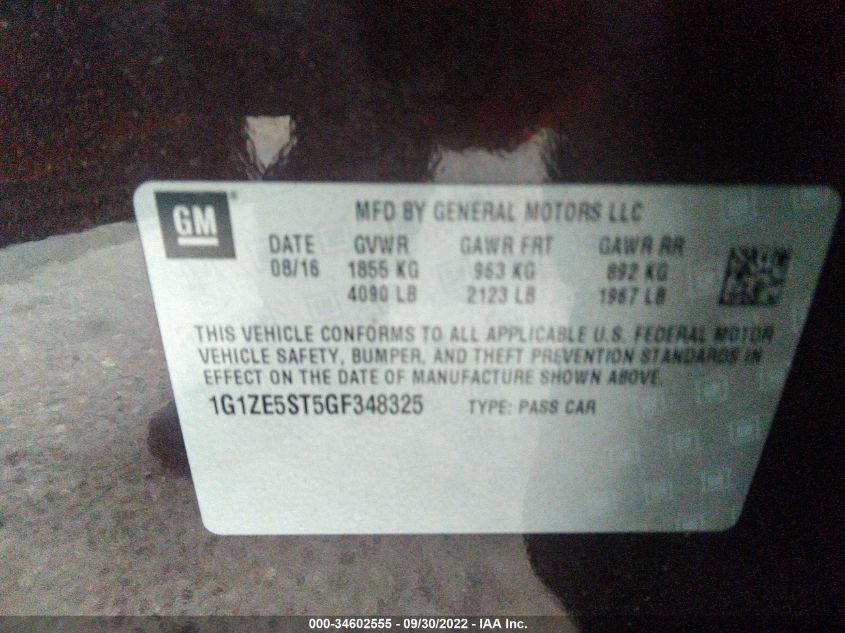 GM
MFD BY GENERAL MOTORS LLC
DATE GVWR GAWR FRT GAWR RR
08/16 1855 KG 963 KG 892 KG
4090 LB 2123 LB 1967 LB
THIS VEHICLE CONFORMS TO ALL APPLICABLE U.S. FEDERAL MOTOR
VEHICLE SAFETY, BUMPER, AND THEFT PREVENTION STANDARDS IN
EFFECT ON THE DATE OF MANUFACTURE SHOWN ABOVE.
1G1ZE5ST5GF348325 TYPE: PASS CAR
000-34602555 - 09/30/2022 - IAA Inc.